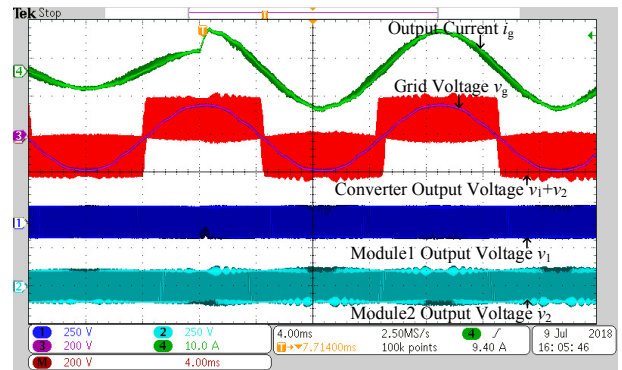 Tek Stop
T
Output Current ig
4
Grid Voltage vg
3
Converter Output Voltage v1+v2
1
Module1 Output Voltage v1
2
Module2 Output Voltage v2
1 250 V 2 250 V
3 200 V 4 10.0 A
M 200 V 4.00ms
4.00ms 2.50MS/s 4 9.40 A
T→▼7.71400ms 100k points
9 Jul 2018
16:05:46